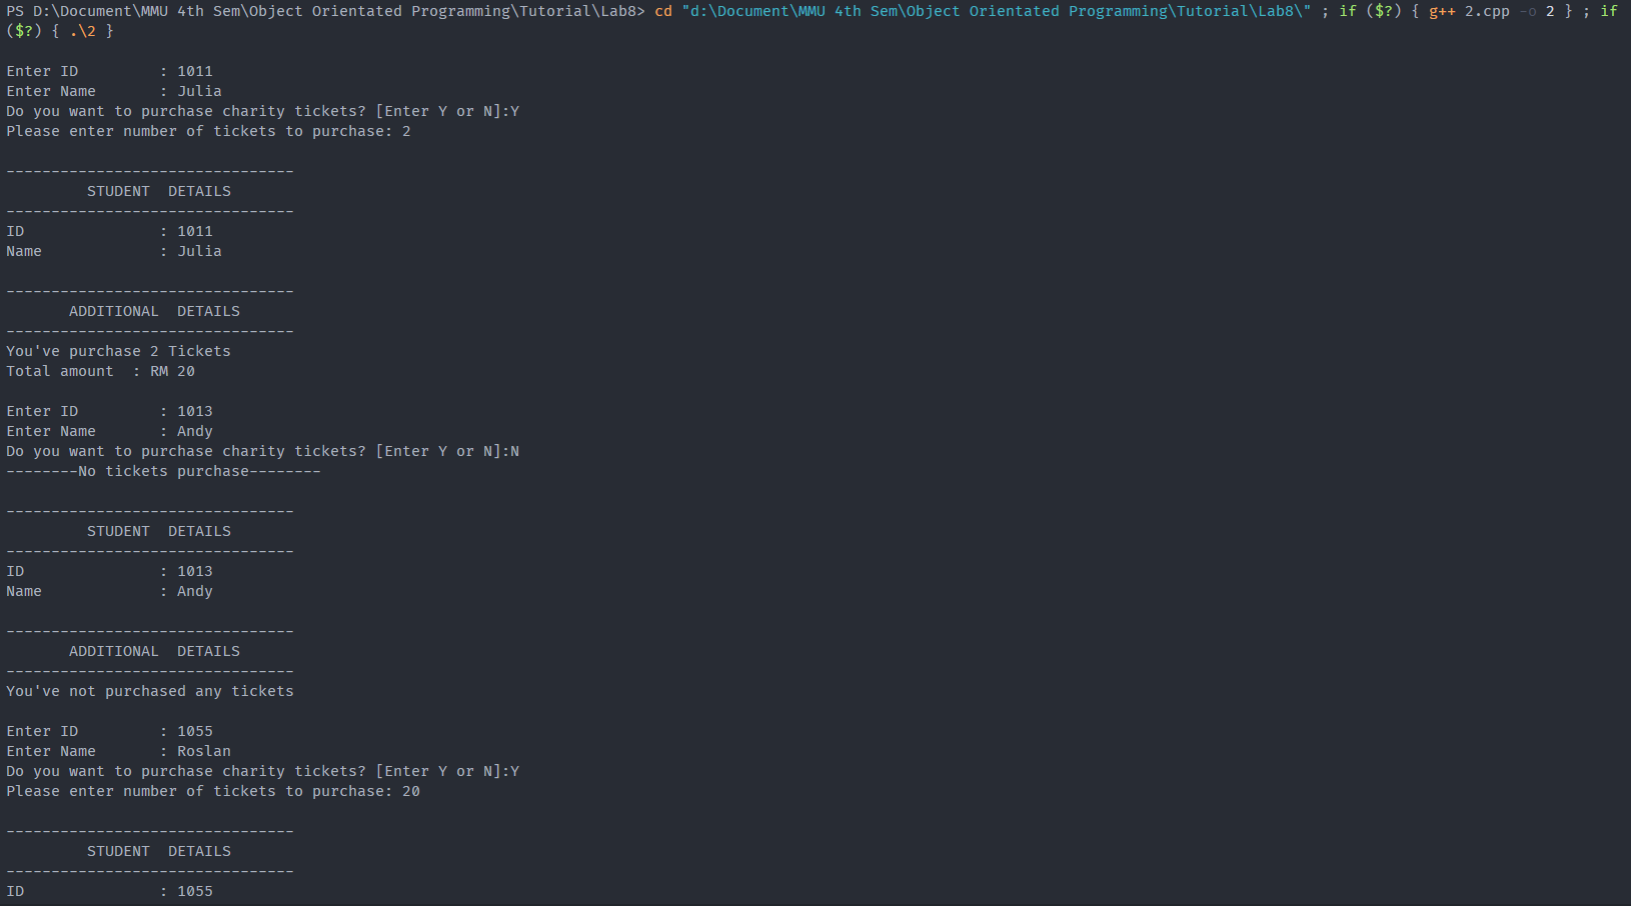 PS D:\Document\MMU 4th Sem\Object Orientated Programming\Tutorial\Lab8> cd "d:\Document\MMU 4th Sem\Object Orientated Programming\Tutorial\Lab8\" ; if ($?) { g++ 2.cpp -o 2 } ; if
($?) { .\2 }
Enter ID         : 1011
Enter Name       : Julia
Do you want to purchase charity tickets? [Enter Y or N]:Y
Please enter number of tickets to purchase: 2
--------------------------------
         STUDENT  DETAILS
--------------------------------
ID               : 1011
Name             : Julia
--------------------------------
       ADDITIONAL  DETAILS
--------------------------------
You've purchase 2 Tickets
Total amount  : RM 20
Enter ID         : 1013
Enter Name       : Andy
Do you want to purchase charity tickets? [Enter Y or N]:N
--------No tickets purchase--------
--------------------------------
         STUDENT  DETAILS
--------------------------------
ID               : 1013
Name             : Andy
--------------------------------
       ADDITIONAL  DETAILS
--------------------------------
You've not purchased any tickets
Enter ID         : 1055
Enter Name       : Roslan
Do you want to purchase charity tickets? [Enter Y or N]:Y
Please enter number of tickets to purchase: 20
--------------------------------
         STUDENT  DETAILS
--------------------------------
ID               : 1055